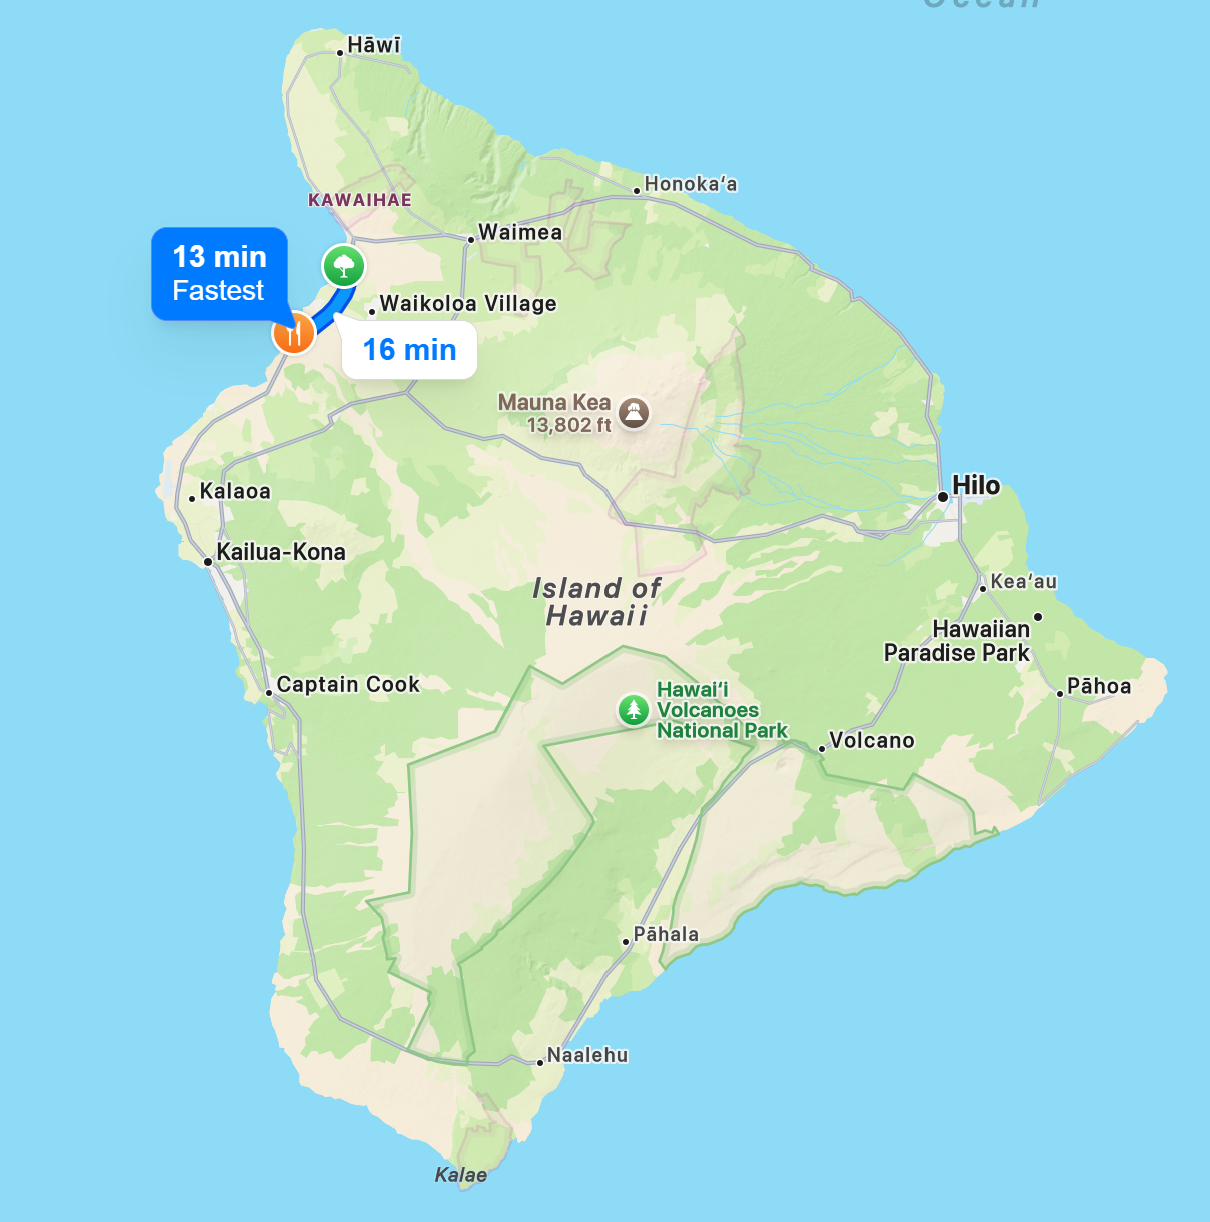 Ocean
Hāwī
KAWAIHAE
Honokaʻa
Waimea
13 min
Fastest
Waikoloa Village
16 min
Mauna Kea
13,802 ft
Hilo
Kalaoa
Kailua-Kona
Island of
Hawaii
Keaʻau
Hawaiian
Paradise Park
Captain Cook
Hawaiʻi
Volcanoes
National Park
Pāhoa
Volcano
Pāhala
Naalehu
Kalae